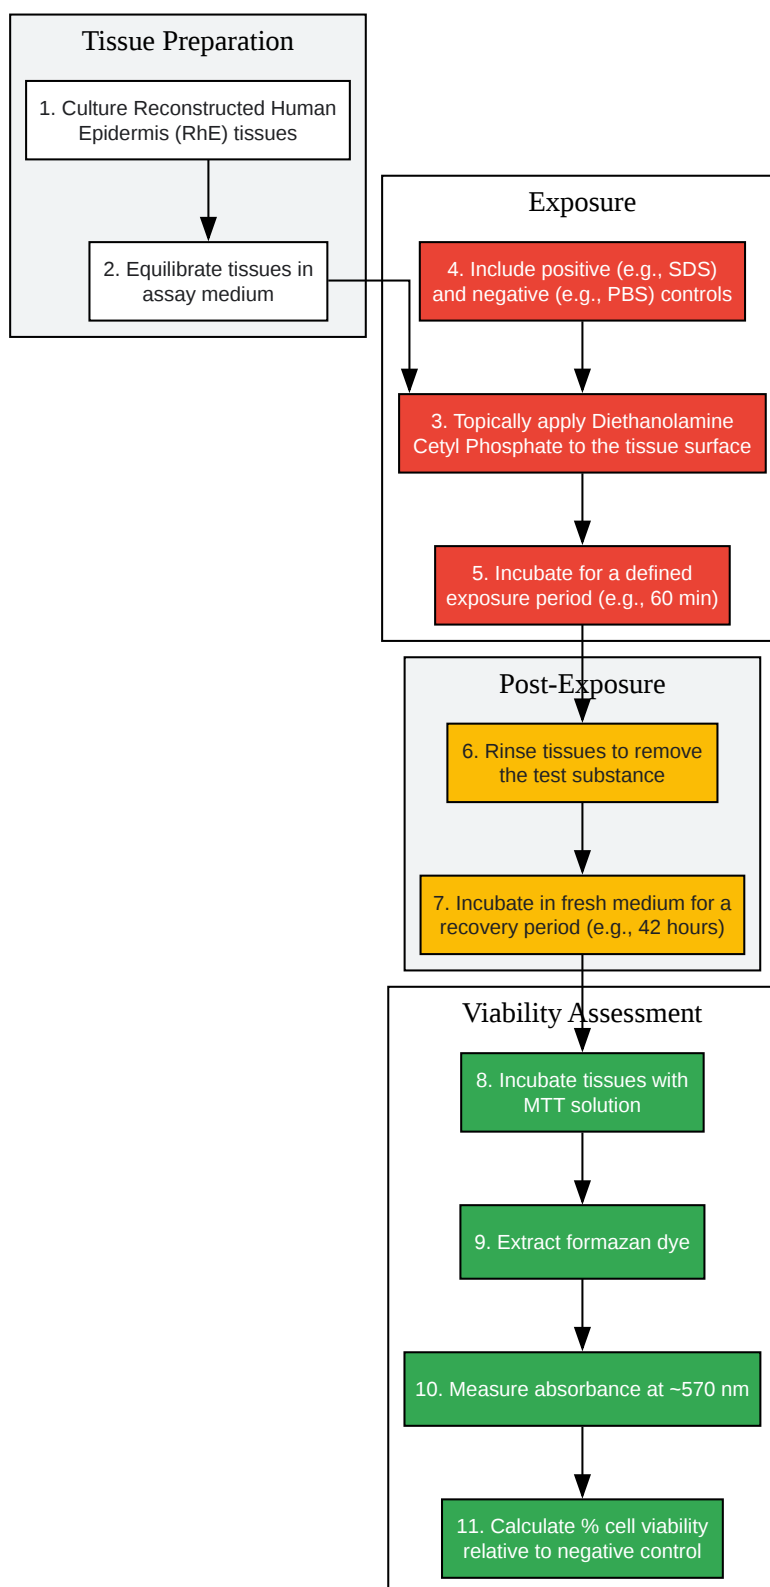 Tissue Preparation
1. Culture Reconstructed Human
Epidermis (RhE) tissues
2. Equilibrate tissues in
assay medium
Exposure
4. Include positive (e.g., SDS)
and negative (e.g., PBS) controls
3. Topically apply Diethanolamine
Cetyl Phosphate to the tissue surface
5. Incubate for a defined
exposure period (e.g., 60 min)
Post-Exposure
6. Rinse tissues to remove
the test substance
7. Incubate in fresh medium for a
recovery period (e.g., 42 hours)
Viability Assessment
8. Incubate tissues with
MTT solution
9. Extract formazan dye
10. Measure absorbance at ~570 nm
11. Calculate % cell viability
relative to negative control